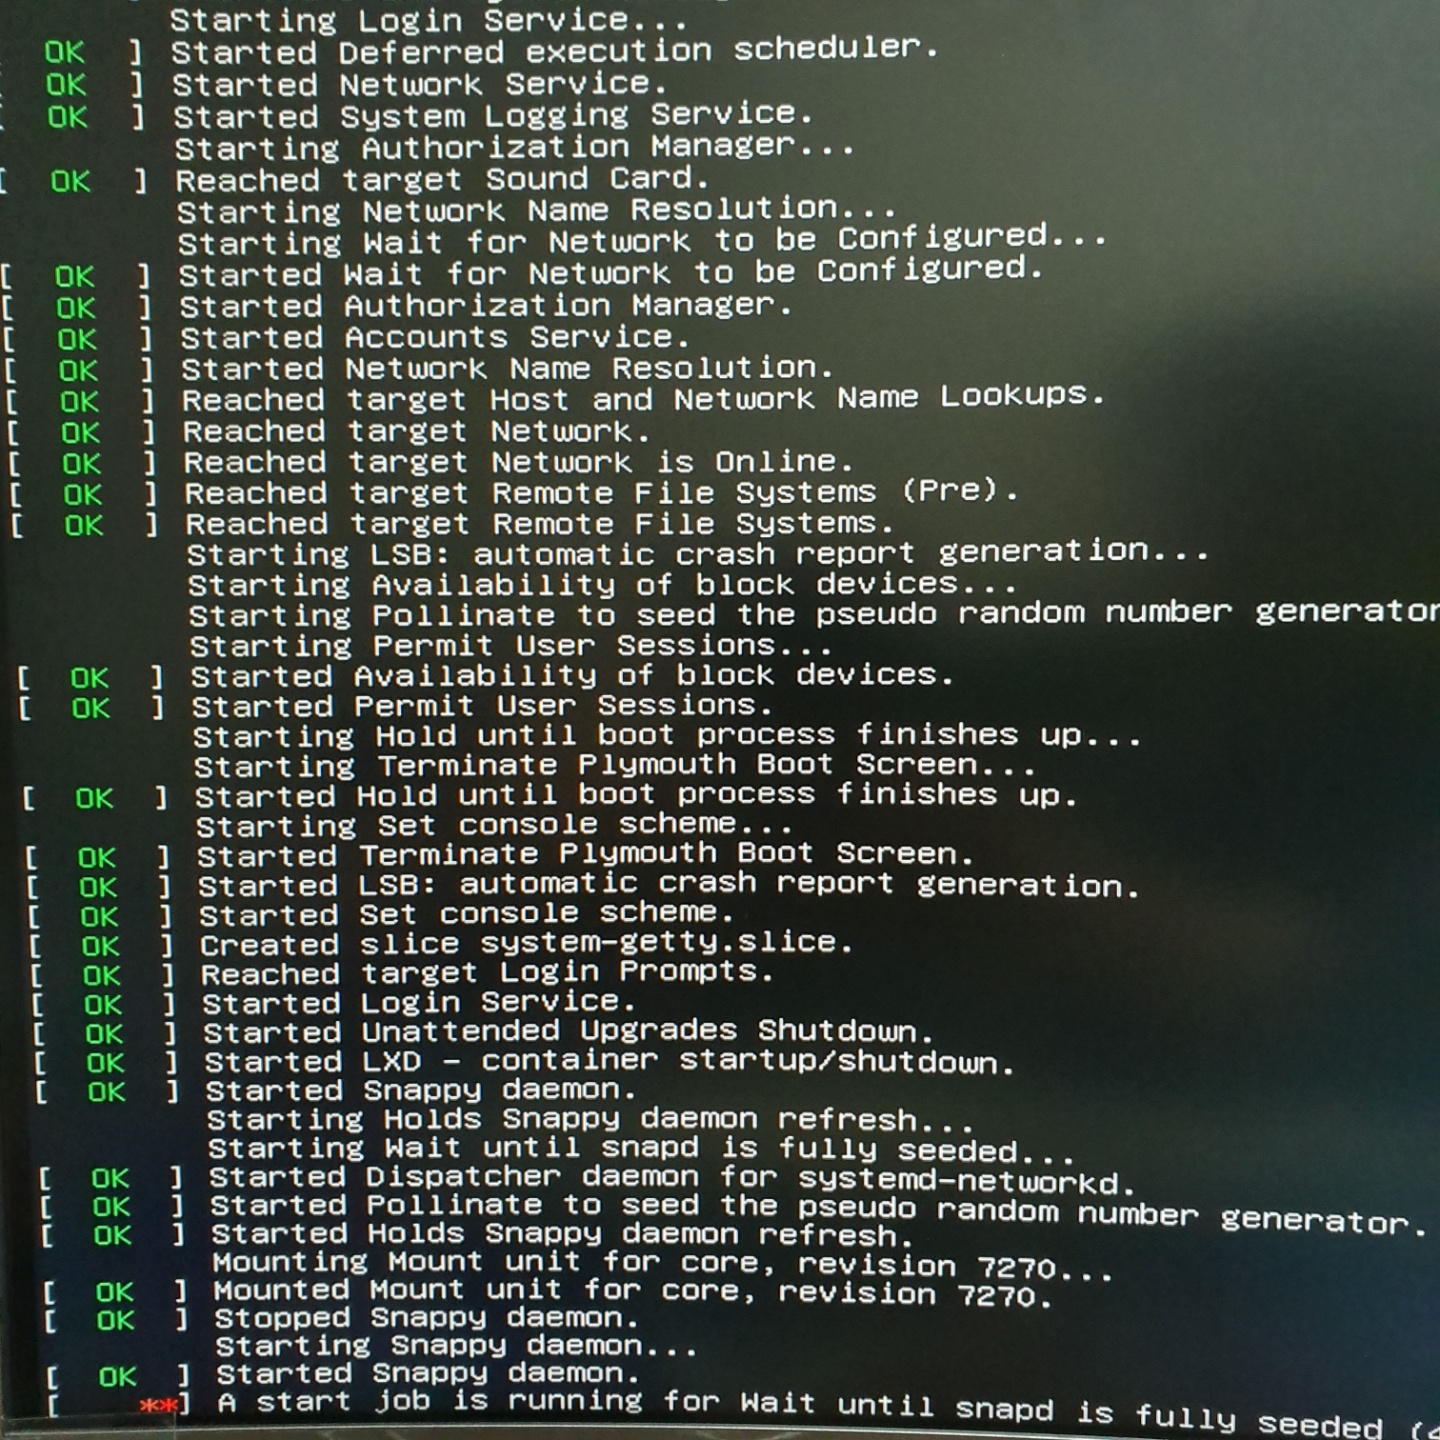 Starting Login Service...
OK ] Started Deferred execution scheduler.
OK ] Started Network Service.
OK ] Started System Logging Service.
Starting Authorization Manager...
[ OK ] Reached target Sound Card.
Starting Network Name Resolution...
Starting Wait for Network to be Configured...
[ OK ] Started Wait for Network to be Configured.
[ OK ] Started Authorization Manager.
[ OK ] Started Accounts Service.
[ OK ] Started Network Name Resolution.
[ OK ] Reached target Host and Network Name Lookups.
[ OK ] Reached target Network.
[ OK ] Reached target Network is Online.
[ OK ] Reached target Remote File Systems (Pre).
[ OK ] Reached target Remote File Systems.
Starting LSB: automatic crash report generation...
Starting Availability of block devices...
Starting Pollinate to seed the pseudo random number generator
Starting Permit User Sessions...
[ OK ] Started Availability of block devices.
[ OK ] Started Permit User Sessions.
Starting Hold until boot process finishes up...
Starting Terminate Plymouth Boot Screen...
[ OK ] Started Hold until boot process finishes up.
Starting Set console scheme...
[ OK ] Started Terminate Plymouth Boot Screen.
[ OK ] Started LSB: automatic crash report generation.
[ OK ] Started Set console scheme.
[ OK ] Created slice system-getty.slice.
[ OK ] Reached target Login Prompts.
[ OK ] Started Login Service.
[ OK ] Started Unattended Upgrades Shutdown.
[ OK ] Started LXD - container startup/shutdown.
[ OK ] Started Snappy daemon.
Starting Holds Snappy daemon refresh...
Starting Wait until snapd is fully seeded...
[ OK ] Started Dispatcher daemon for systemd-networkd.
[ OK ] Started Pollinate to seed the pseudo random number generator.
[ OK ] Started Holds Snappy daemon refresh.
Mounting Mount unit for core, revision 7270...
[ OK ] Mounted Mount unit for core, revision 7270.
[ OK ] Stopped Snappy daemon.
Starting Snappy daemon...
[ OK ] Started Snappy daemon.
[ **] A start job is running for Wait until snapd is fully seeded (